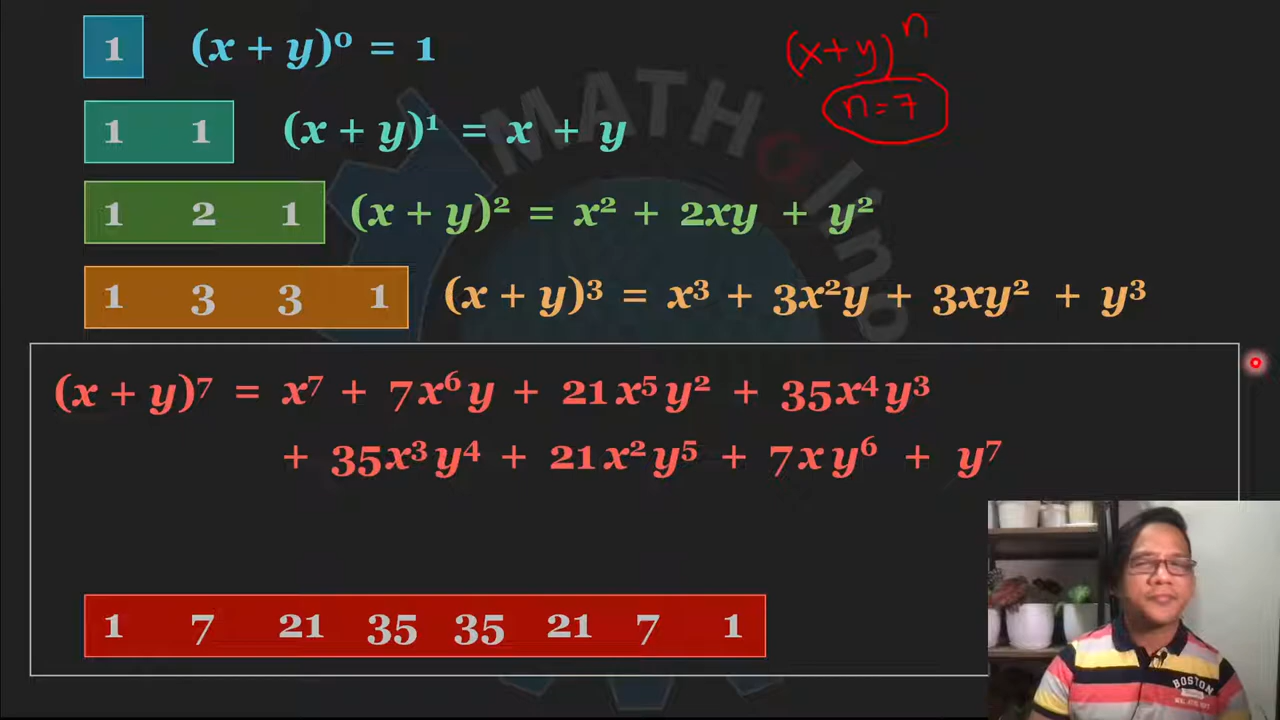 1 (x + y)⁰ = 1
(x+y)ⁿ
n=7
1 1 (x + y)¹ = x + y
1 2 1 (x + y)² = x² + 2xy + y²
1 3 3 1 (x + y)³ = x³ + 3x²y + 3xy² + y³
(x + y)⁷ = x⁷ + 7x⁶y + 21x⁵y² + 35x⁴y³
+ 35x³y⁴ + 21x²y⁵ + 7xy⁶ + y⁷
1 7 21 35 35 21 7 1
MATHalino
BOSTON